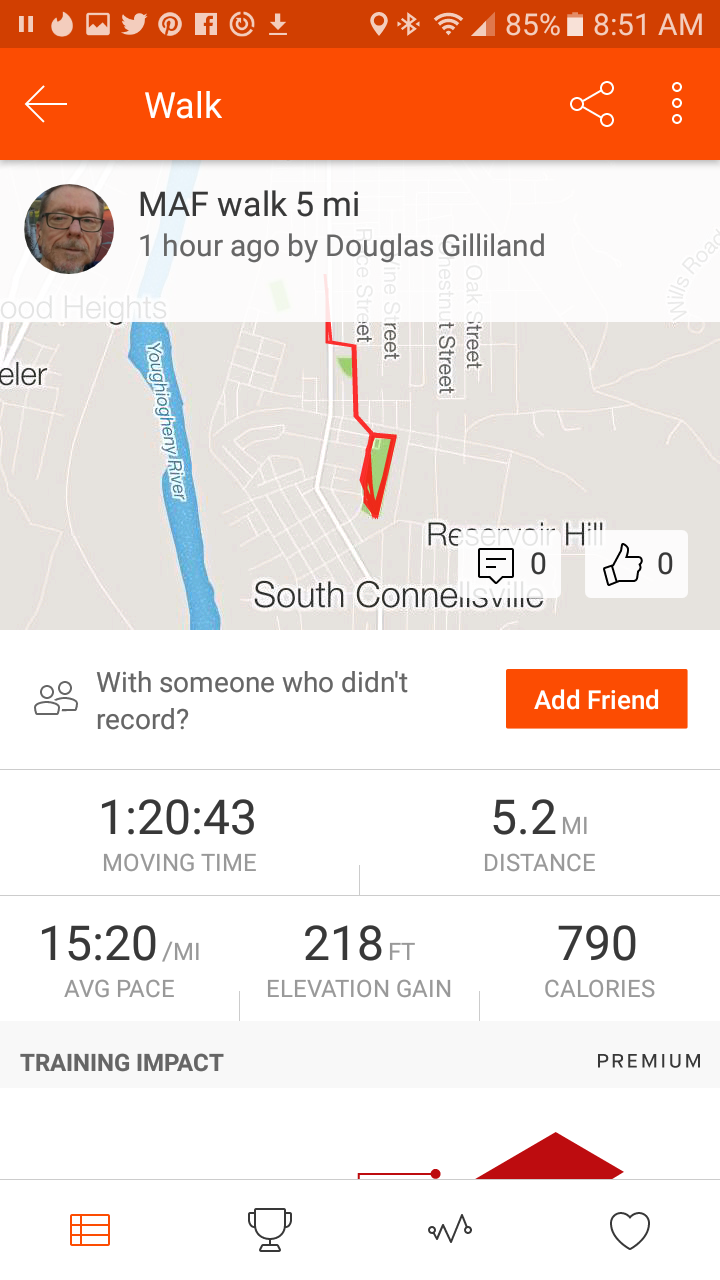 85% 8:51 AM
Walk
MAF walk 5 mi
1 hour ago by Douglas Gilliland
ood Heights
eler
Youghiogheny River
Street
Vine Street
Chestnut Street
Oak Street
Mills Road
Reservoir Hill
0
0
South Connellsville
With someone who didn't
record?
Add Friend
1:20:43
MOVING TIME
5.2 MI
DISTANCE
15:20 /MI
AVG PACE
218 FT
ELEVATION GAIN
790
CALORIES
TRAINING IMPACT
PREMIUM